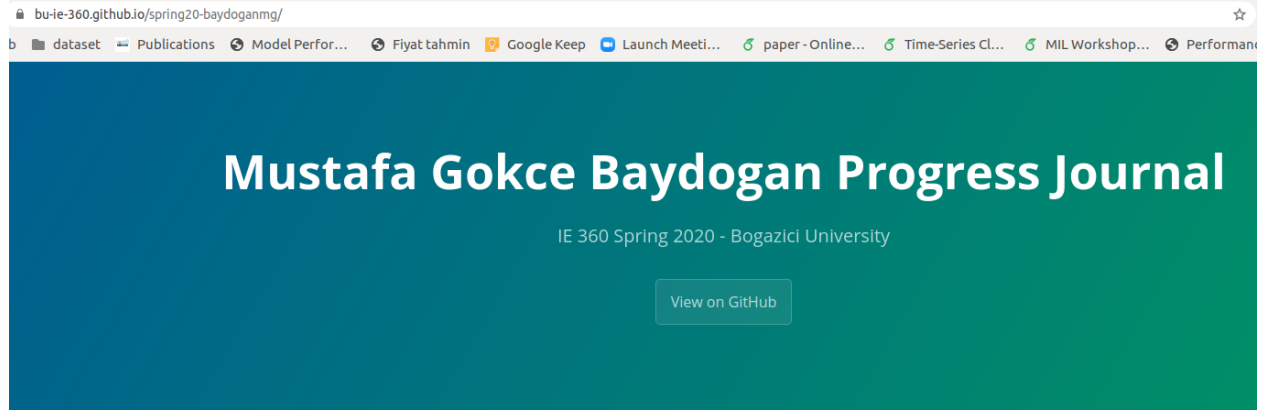 bu-ie-360.github.io/spring20-baydoganmg/
b dataset Publications Model Perfor... Fiyat tahmin Google Keep Launch Meeti... paper - Online... Time-Series Cl... MIL Workshop... Performanc
Mustafa Gokce Baydogan Progress Journal
IE 360 Spring 2020 - Bogazici University
View on GitHub